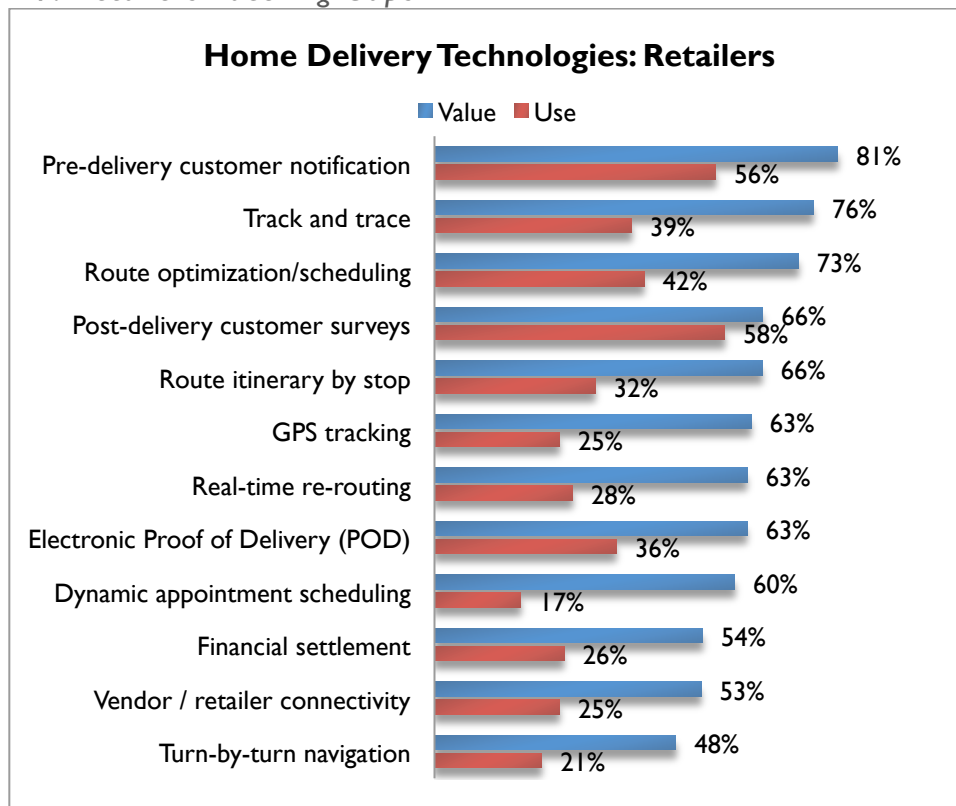 Home Delivery Technologies: Retailers
Value Use
Pre-delivery customer notification 81% 56%
Track and trace 76% 39%
Route optimization/scheduling 73% 42%
Post-delivery customer surveys 66% 58%
Route itinerary by stop 66% 32%
GPS tracking 63% 25%
Real-time re-routing 63% 28%
Electronic Proof of Delivery (POD) 63% 36%
Dynamic appointment scheduling 60% 17%
Financial settlement 54% 26%
Vendor / retailer connectivity 53% 25%
Turn-by-turn navigation 48% 21%